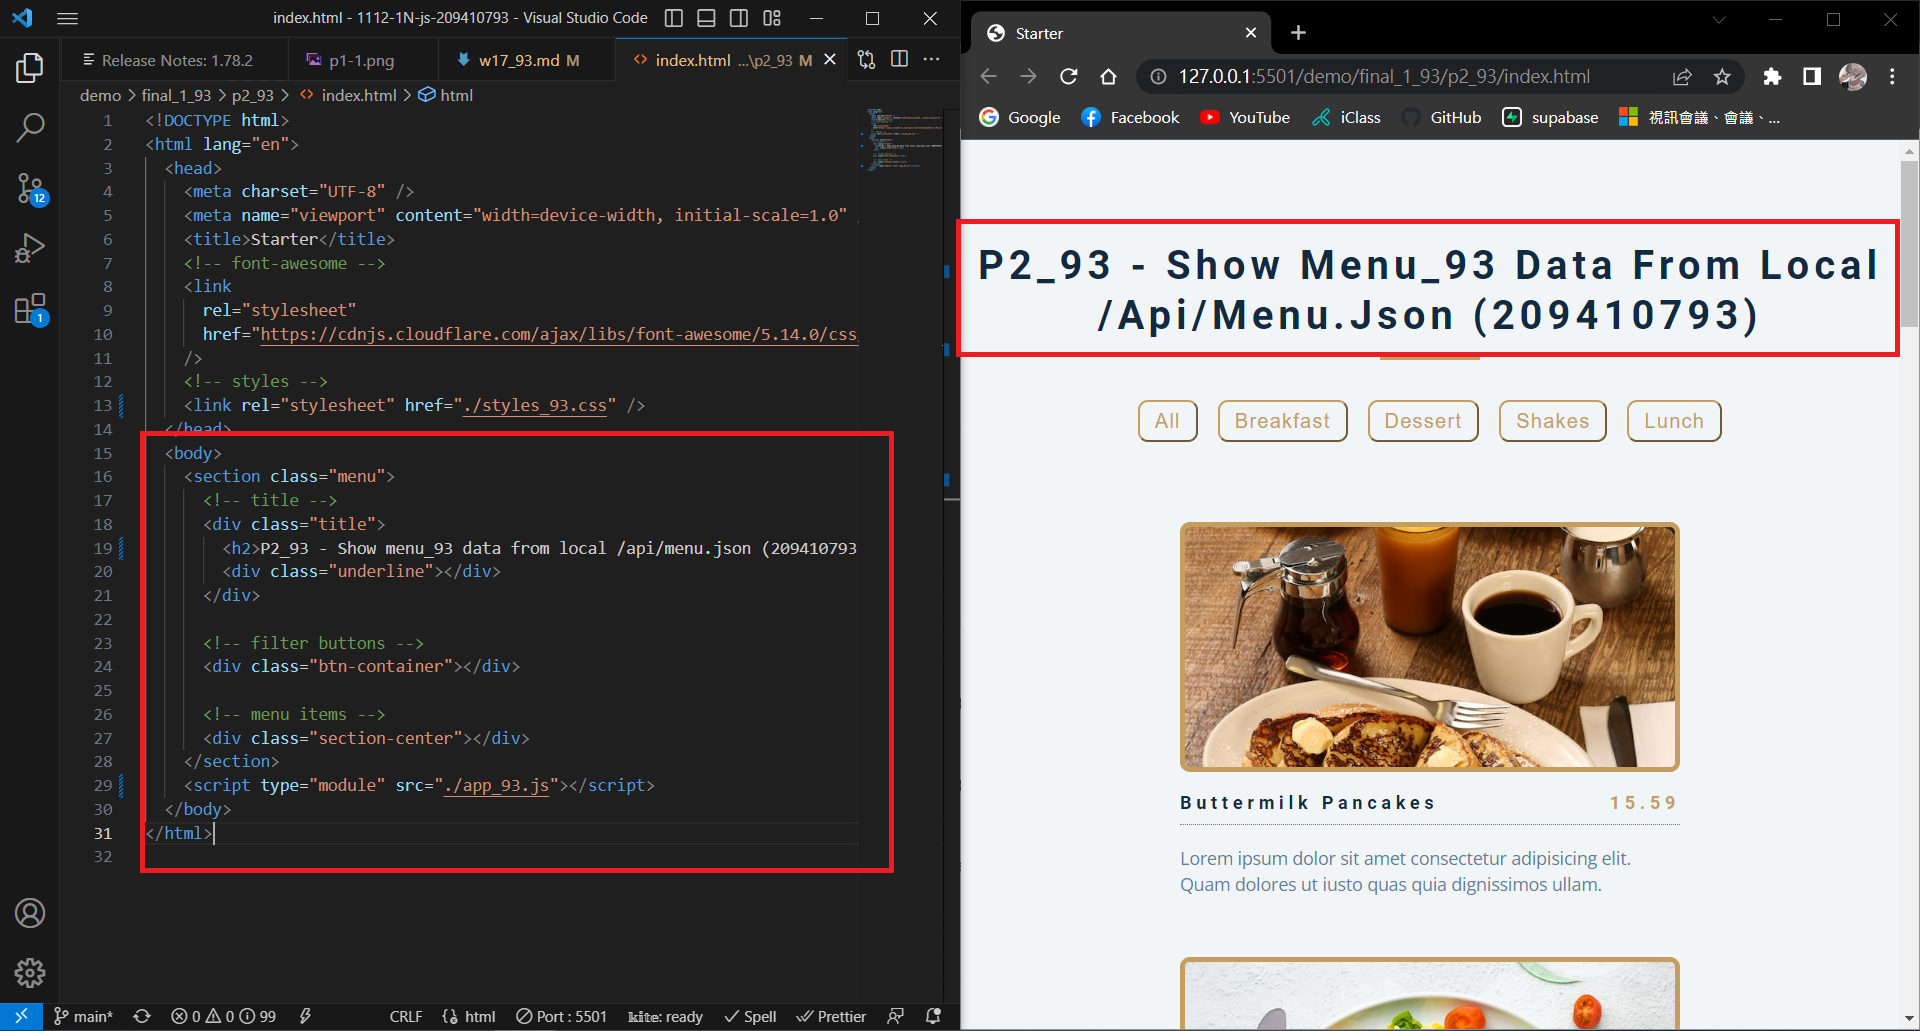 index.html - 1112-1N-js-209410793 - Visual Studio Code
Release Notes: 1.78.2
p1-1.png
w17_93.md M
index.html ...\p2_93 M
demo > final_1_93 > p2_93 > index.html > html
1 <!DOCTYPE html>
2 <html lang="en">
3 <head>
4 <meta charset="UTF-8" />
5 <meta name="viewport" content="width=device-width, initial-scale=1.0"
6 <title>Starter</title>
7 <!-- font-awesome -->
8 <link
9 rel="stylesheet"
10 href="https://cdnjs.cloudflare.com/ajax/libs/font-awesome/5.14.0/css/
11 />
12 <!-- styles -->
13 <link rel="stylesheet" href="./styles_93.css" />
14 </head>
15 <body>
16 <section class="menu">
17 <!-- title -->
18 <div class="title">
19 <h2>P2_93 - Show menu_93 data from local /api/menu.json (209410793
20 <div class="underline"></div>
21 </div>
22
23 <!-- filter buttons -->
24 <div class="btn-container"></div>
25
26 <!-- menu items -->
27 <div class="section-center"></div>
28 </section>
29 <script type="module" src="./app_93.js"></script>
30 </body>
31 </html>
32
12
1
main*
0 0 99
CRLF
html
Port : 5501
kite: ready
Spell
Prettier
Starter
127.0.0.1:5501/demo/final_1_93/p2_93/index.html
Google
Facebook
YouTube
iClass
GitHub
supabase
視訊會議、會議、...
P2_93 - Show Menu_93 Data From Local
/Api/Menu.Json (209410793)
All
Breakfast
Dessert
Shakes
Lunch
Buttermilk Pancakes 15.59
Lorem ipsum dolor sit amet consectetur adipisicing elit.
Quam dolores ut iusto quas quia dignissimos ullam.